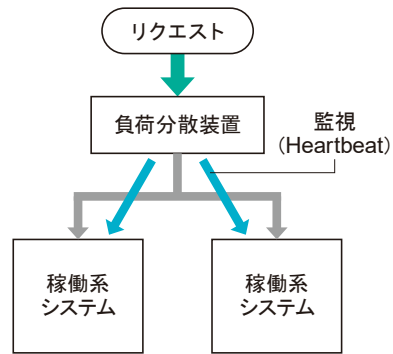 リクエスト
負荷分散装置
監視
（Heartbeat）
稼働系
システム
稼働系
システム